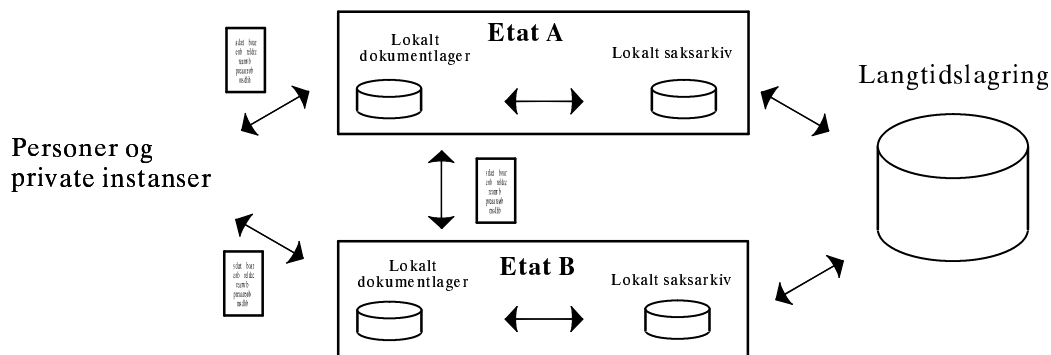 Etat A
Lokalt
dokumentlager
Lokalt saksarkiv
Langtidslagring
Personer og
private instanser
Etat B
Lokalt
dokumentlager
Lokalt saksarkiv